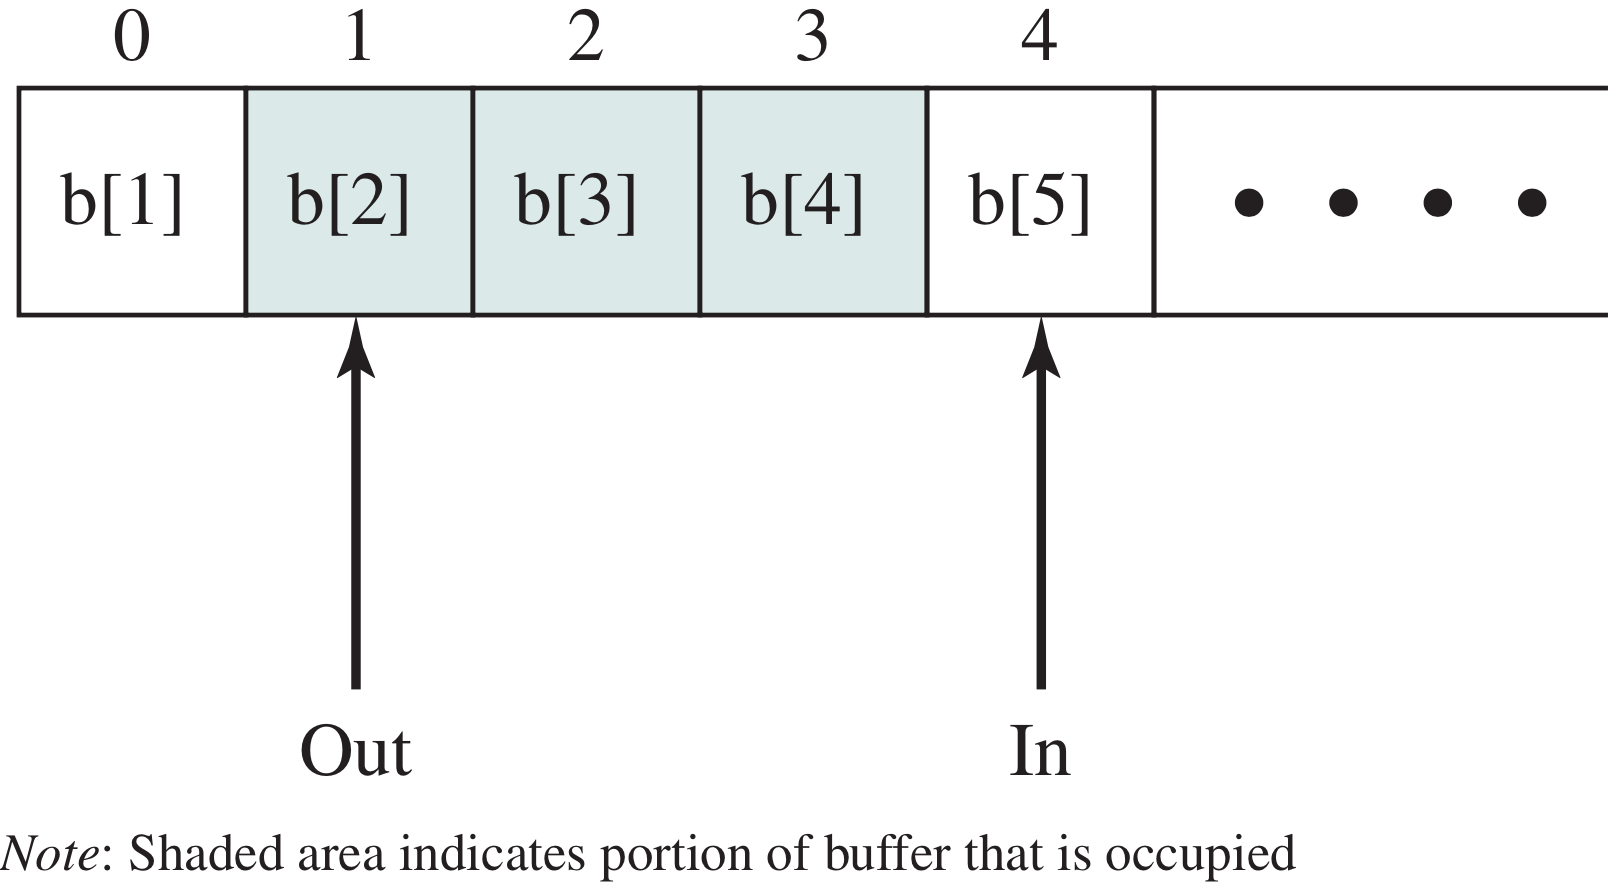 0 1 2 3 4
b[1] b[2] b[3] b[4] b[5] • • • •
Out In
Note: Shaded area indicates portion of buffer that is occupied